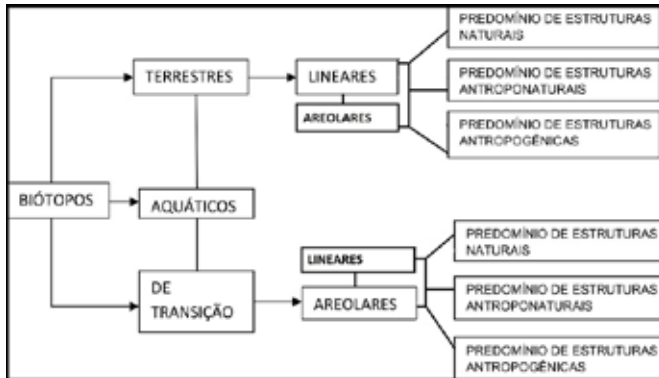 PREDOMÍNIO DE ESTRUTURAS
NATURAIS
TERRESTRES
LINEARES
PREDOMÍNIO DE ESTRUTURAS
ANTROPONATURAIS
AREOLARES
PREDOMÍNIO DE ESTRUTURAS
ANTROPOGÊNICAS
BIÓTOPOS
AQUÁTICOS
PREDOMÍNIO DE ESTRUTURAS
NATURAIS
LINEARES
DE
TRANSIÇÃO
AREOLARES
PREDOMÍNIO DE ESTRUTURAS
ANTROPONATURAIS
PREDOMÍNIO DE ESTRUTURAS
ANTROPOGÊNICAS